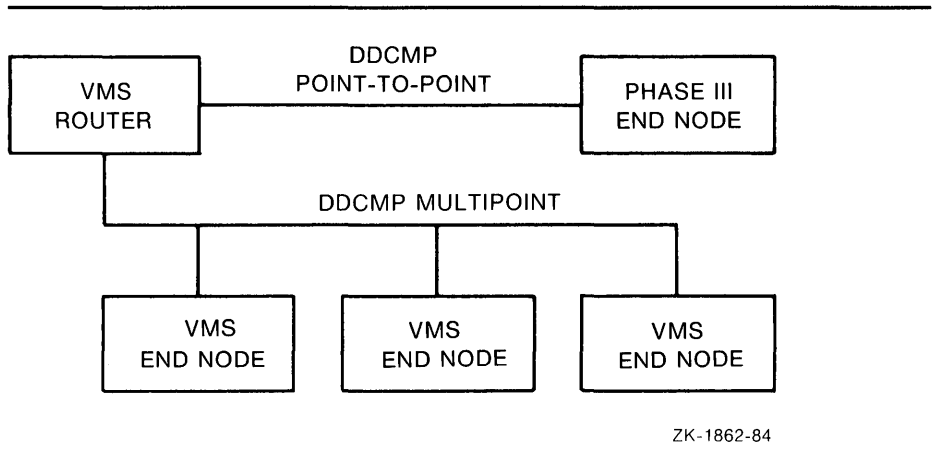 DDCMP
POINT-TO-POINT
VMS
ROUTER
PHASE III
END NODE
DDCMP MULTIPOINT
VMS
END NODE
VMS
END NODE
VMS
END NODE
ZK-1862-84